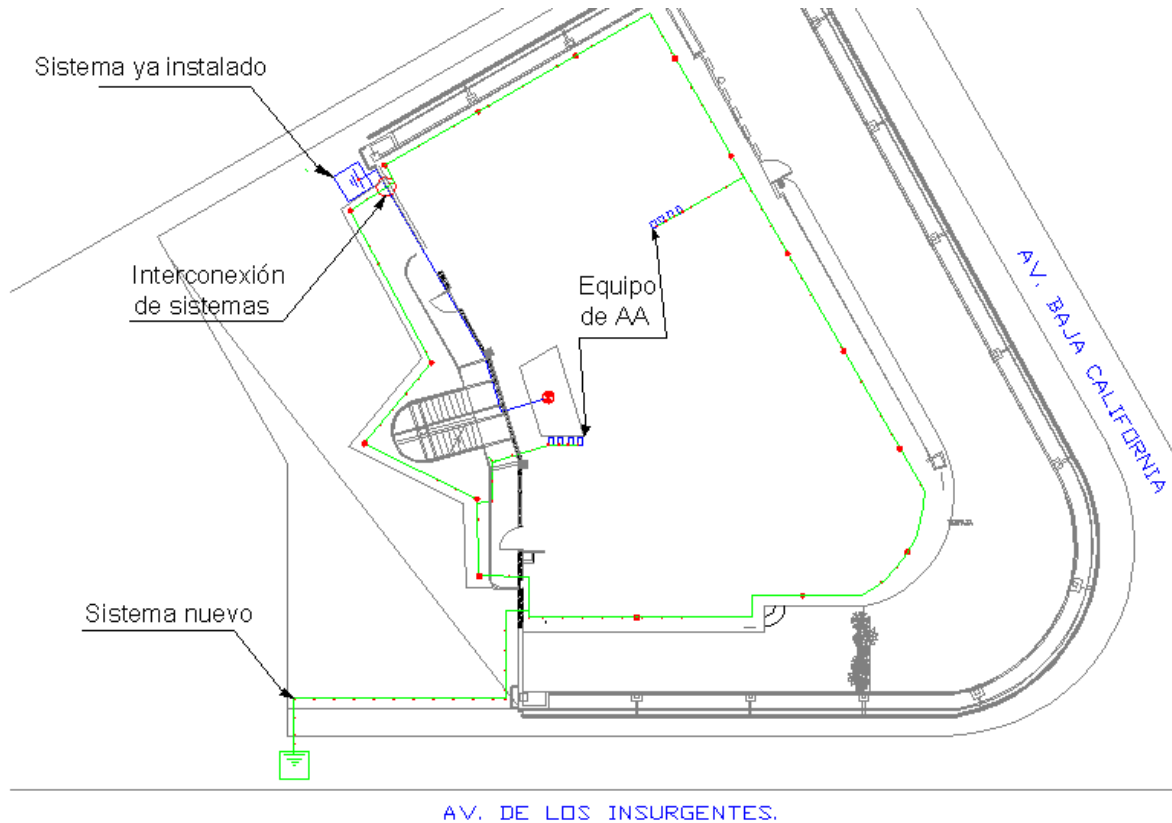 Sistema ya instalado
Interconexión
de sistemas
Equipo
de AA
AV. BAJA CALIFORNIA
Sistema nuevo
AV. DE LOS INSURGENTES.